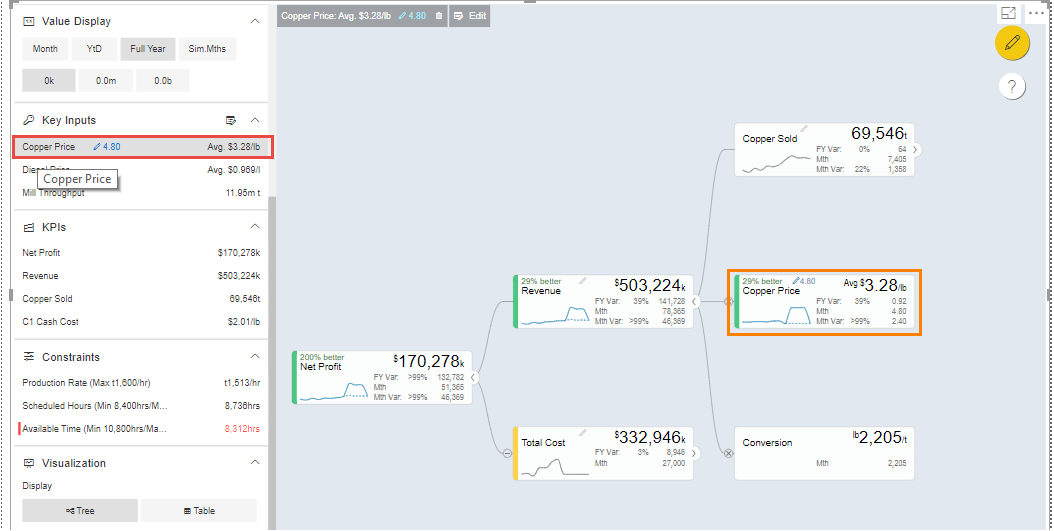 Value Display
Month YtD Full Year Sim.Mths
0k 0.0m 0.0b
Key Inputs
Copper Price 4.80 Avg. $3.28/lb
Avg. $0.969/l
Copper Price
Mill Throughput 11.95m t
KPIs
Net Profit $170,278k
Revenue $503,224k
Copper Sold 69,546t
C1 Cash Cost $2.01/lb
Constraints
Production Rate (Max t1,600/hr) t1,513/hr
Scheduled Hours (Min 8,400hrs/M... 8,736hrs
Available Time (Min 10,800hrs/Ma... 8,312hrs
Visualization
Display
Tree Table
Copper Price: Avg. $3.28/lb 4.80 Edit
?
Copper Sold 69,546t
FY Var: 0% 64
Mth 7,405
Mth Var: 22% 1,358
29% better
Revenue $503,224k
FY Var: 39% 141,728
Mth 78,365
Mth Var: >99% 46,369
29% better 4.80
Copper Price Avg $3.28/lb
FY Var: 39% 0.92
Mth 4.80
Mth Var: >99% 2.40
200% better
Net Profit $170,278k
FY Var: >99% 132,782
Mth 51,365
Mth Var: >99% 46,369
Total Cost $332,946k
FY Var: 3% 8,946
Mth 27,000
Conversion lb2,205/t
Mth 2,205